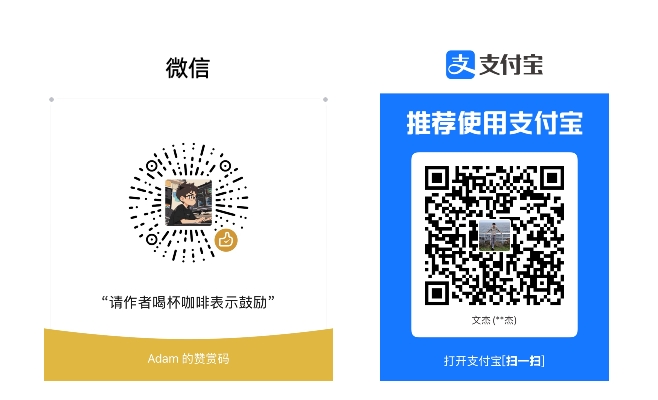 微信
“请作者喝杯咖啡表示鼓励”
Adam 的赞赏码
支 支付宝
推荐使用支付宝
文杰 (**杰)
打开支付宝[扫一扫]